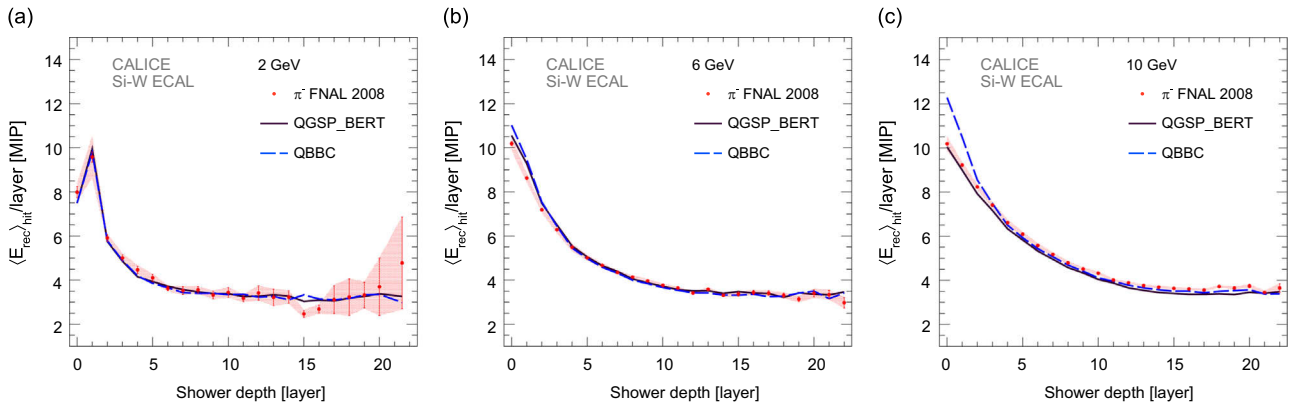 (a)
14
12
10
8
6
4
2
0
5
10
15
20
⟨E_rec⟩_hit/layer [MIP]
Shower depth [layer]
CALICE
Si-W ECAL
2 GeV
π⁻ FNAL 2008
QGSP_BERT
QBBC
(b)
14
12
10
8
6
4
2
0
5
10
15
20
⟨E_rec⟩_hit/layer [MIP]
Shower depth [layer]
CALICE
Si-W ECAL
6 GeV
π⁻ FNAL 2008
QGSP_BERT
QBBC
(c)
14
12
10
8
6
4
2
0
5
10
15
20
⟨E_rec⟩_hit/layer [MIP]
Shower depth [layer]
CALICE
Si-W ECAL
10 GeV
π⁻ FNAL 2008
QGSP_BERT
QBBC